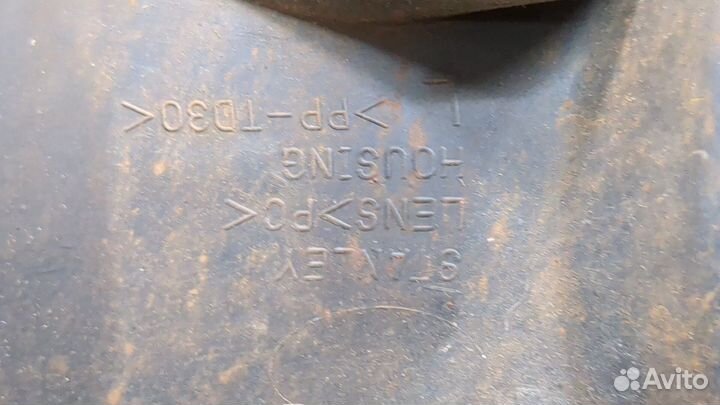 STANLEY
LENS>PC<
HOUSING
>PP-TD30<
Avito